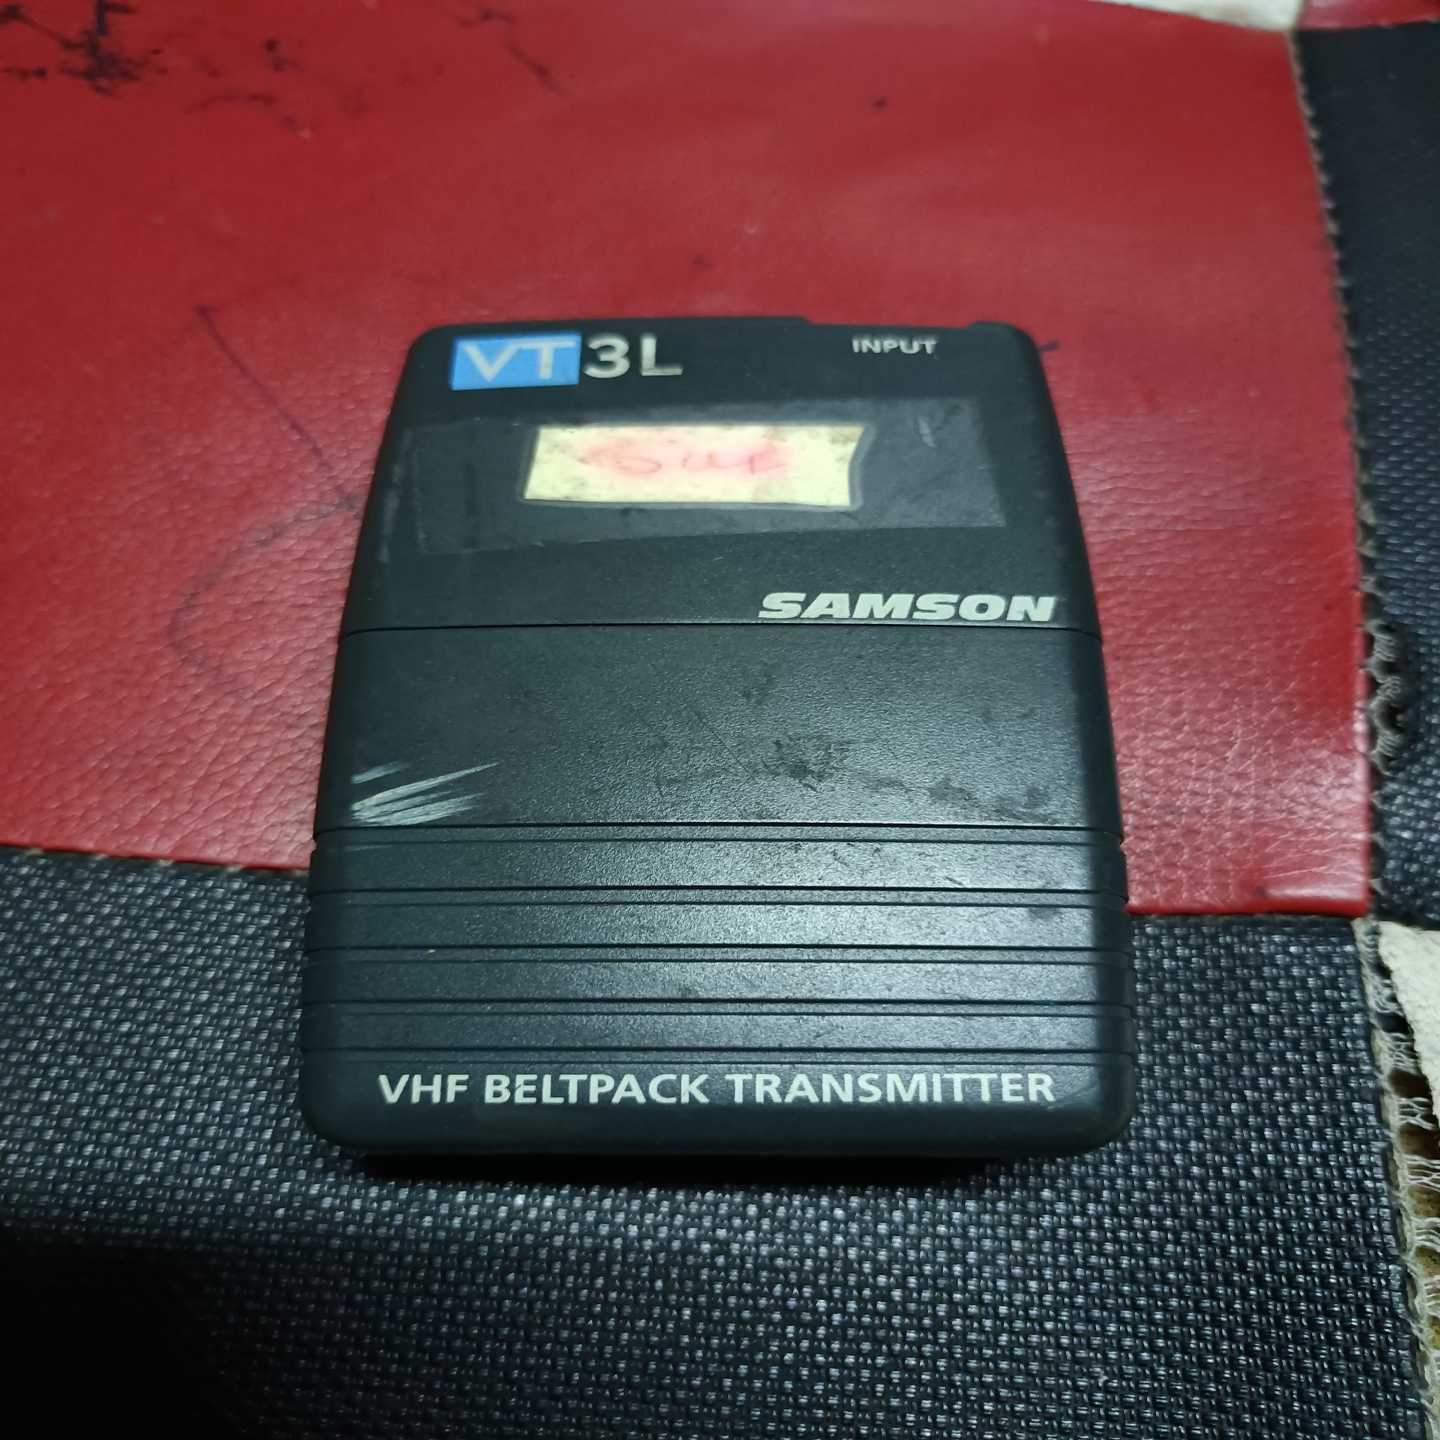 VT3L INPUT
SAMSON
VHF BELTPACK TRANSMITTER